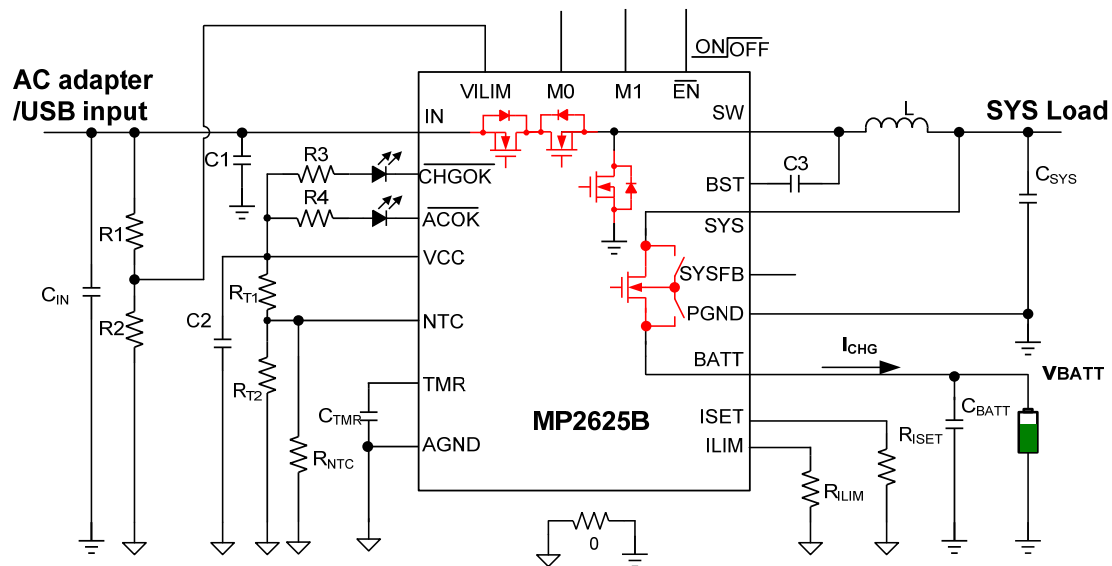 ON OFF
AC adapter
/USB input
VILIM M0 M1 EN
IN SW L SYS Load
C1 R3 CHGOK C3 CSYS
BST
R4 ACOK
SYS
R1 VCC
SYSFB
RT1
CIN C2 PGND
R2 NTC
BATT ICHG
RT2 VBATT
TMR
CTMR MP2625B ISET CBATT
AGND ILIM RISET
RNTC
RILIM
0